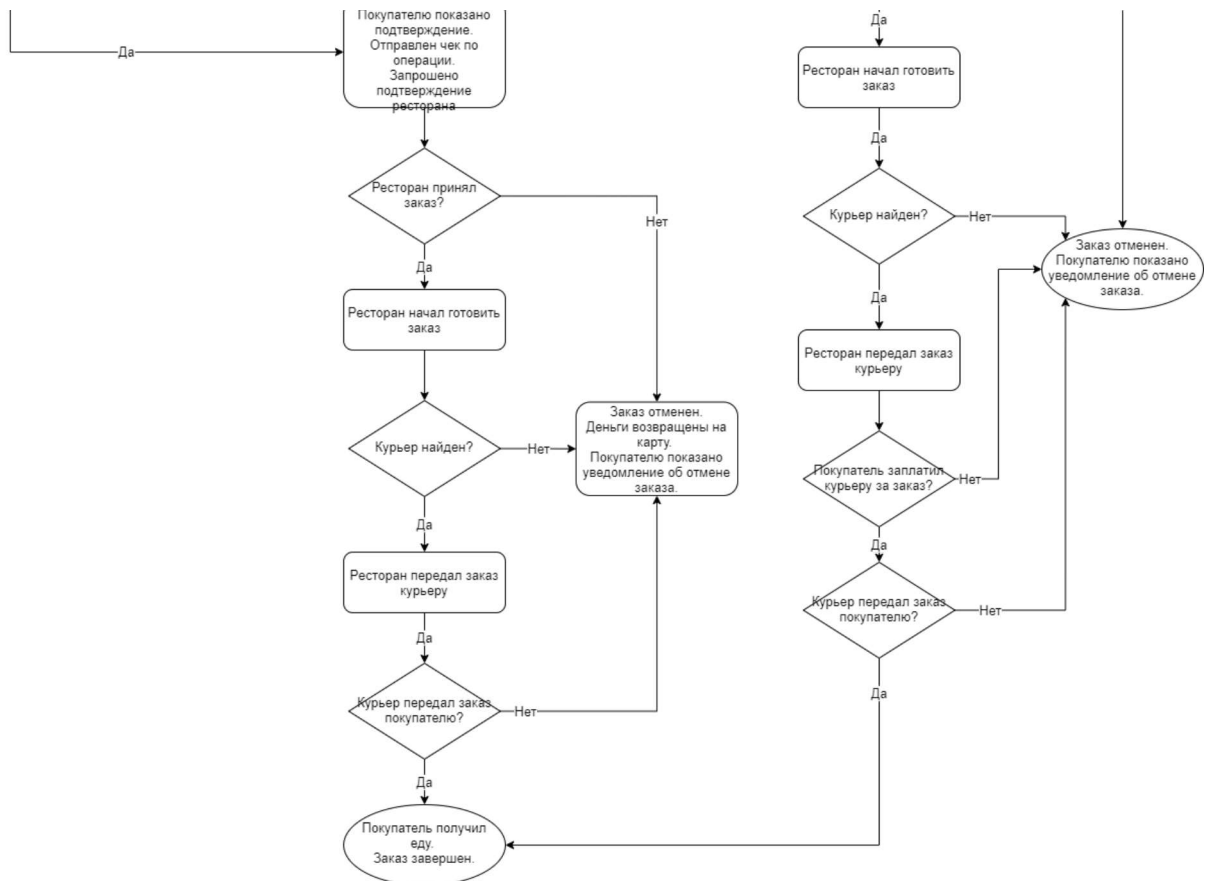 Покупателю показано
подтверждение.
Отправлен чек по
операции.
Запрошено
подтверждение
ресторана
Да
Ресторан принял
заказ?
Нет
Да
Ресторан начал готовить
заказ
Курьер найден?
Нет
Заказ отменен.
Деньги возвращены на
карту.
Покупателю показано
уведомление об отмене
заказа.
Да
Ресторан передал заказ
курьеру
Да
Курьер передал заказ
покупателю?
Нет
Да
Покупатель получил
еду.
Заказ завершен.
Да
Ресторан начал готовить
заказ
Да
Курьер найден?
Нет
Заказ отменен.
Покупателю показано
уведомление об отмене
заказа.
Да
Ресторан передал заказ
курьеру
Покупатель заплатил
курьеру за заказ?
Нет
Да
Курьер передал заказ
покупателю?
Нет
Да